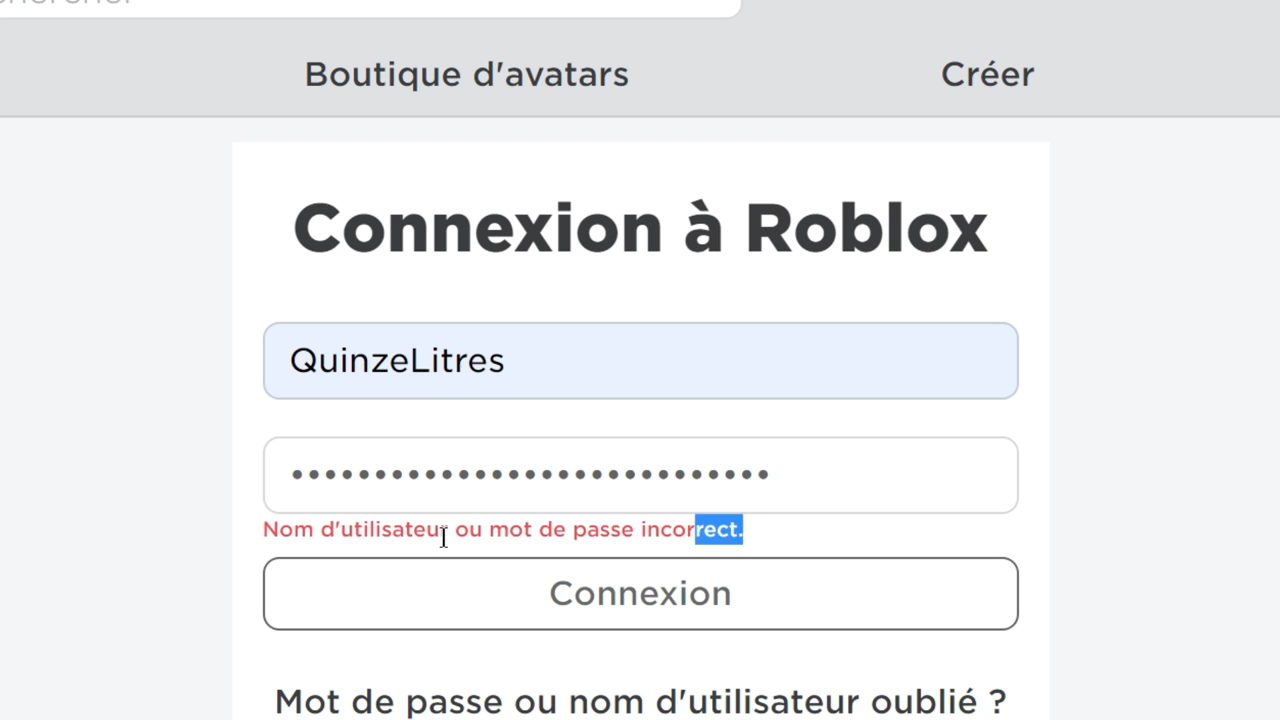 Boutique d'avatars
Créer
Connexion à Roblox
QuinzeLitres
••••••••••••••••••••••••••••••
Nom d'utilisateur ou mot de passe incorrect.
Connexion
Mot de passe ou nom d'utilisateur oublié ?